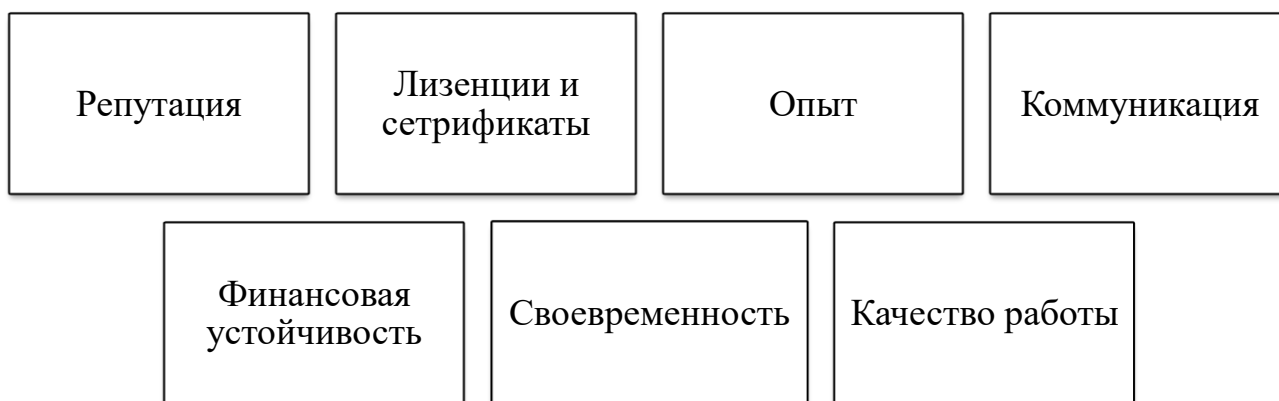 Репутация
Лизенции и
сетрификаты
Опыт
Коммуникация
Финансовая
устойчивость
Своевременность
Качество работы